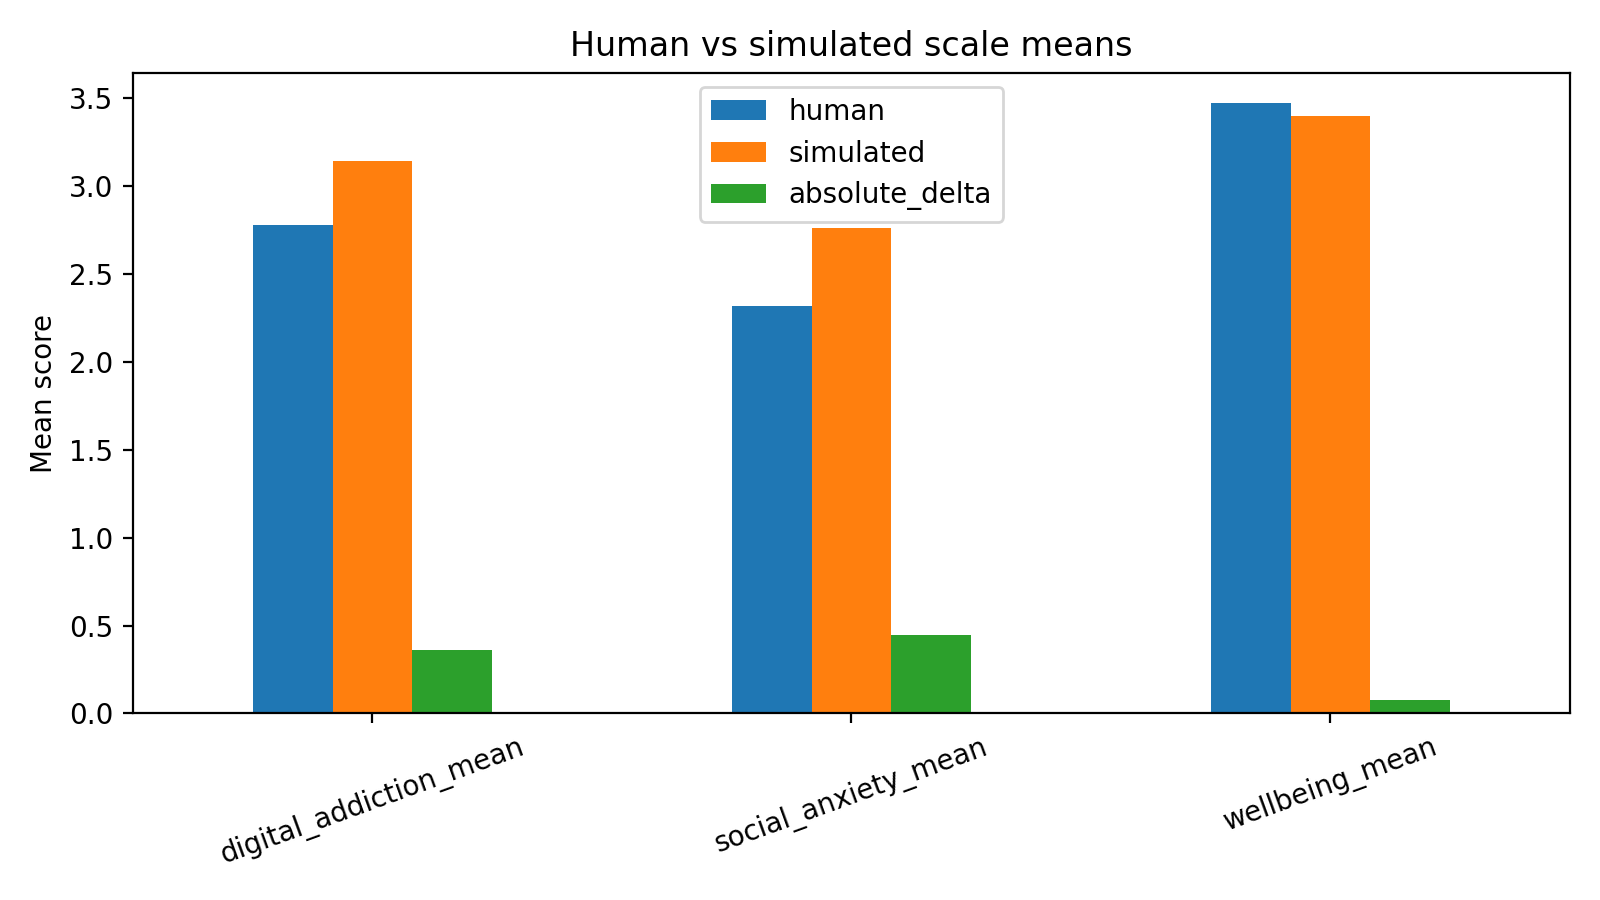 Human vs simulated scale means
human
simulated
absolute_delta
Mean score
3.5
3.0
2.5
2.0
1.5
1.0
0.5
0.0
digital_addiction_mean
social_anxiety_mean
wellbeing_mean